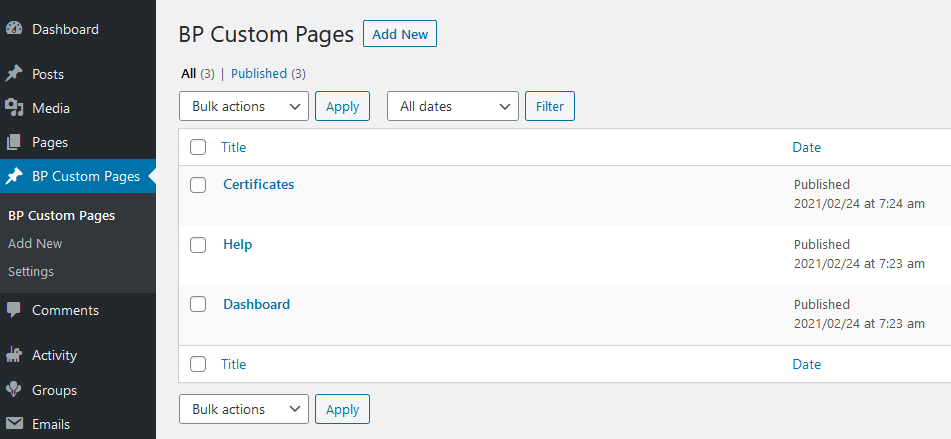 Dashboard
Posts
Media
Pages
BP Custom Pages
BP Custom Pages
Add New
Settings
Comments
Activity
Groups
Emails
BP Custom Pages Add New
All (3) | Published (3)
Bulk actions Apply All dates Filter
Title Date
Certificates Published
2021/02/24 at 7:24 am
Help Published
2021/02/24 at 7:23 am
Dashboard Published
2021/02/24 at 7:23 am
Title Date
Bulk actions Apply